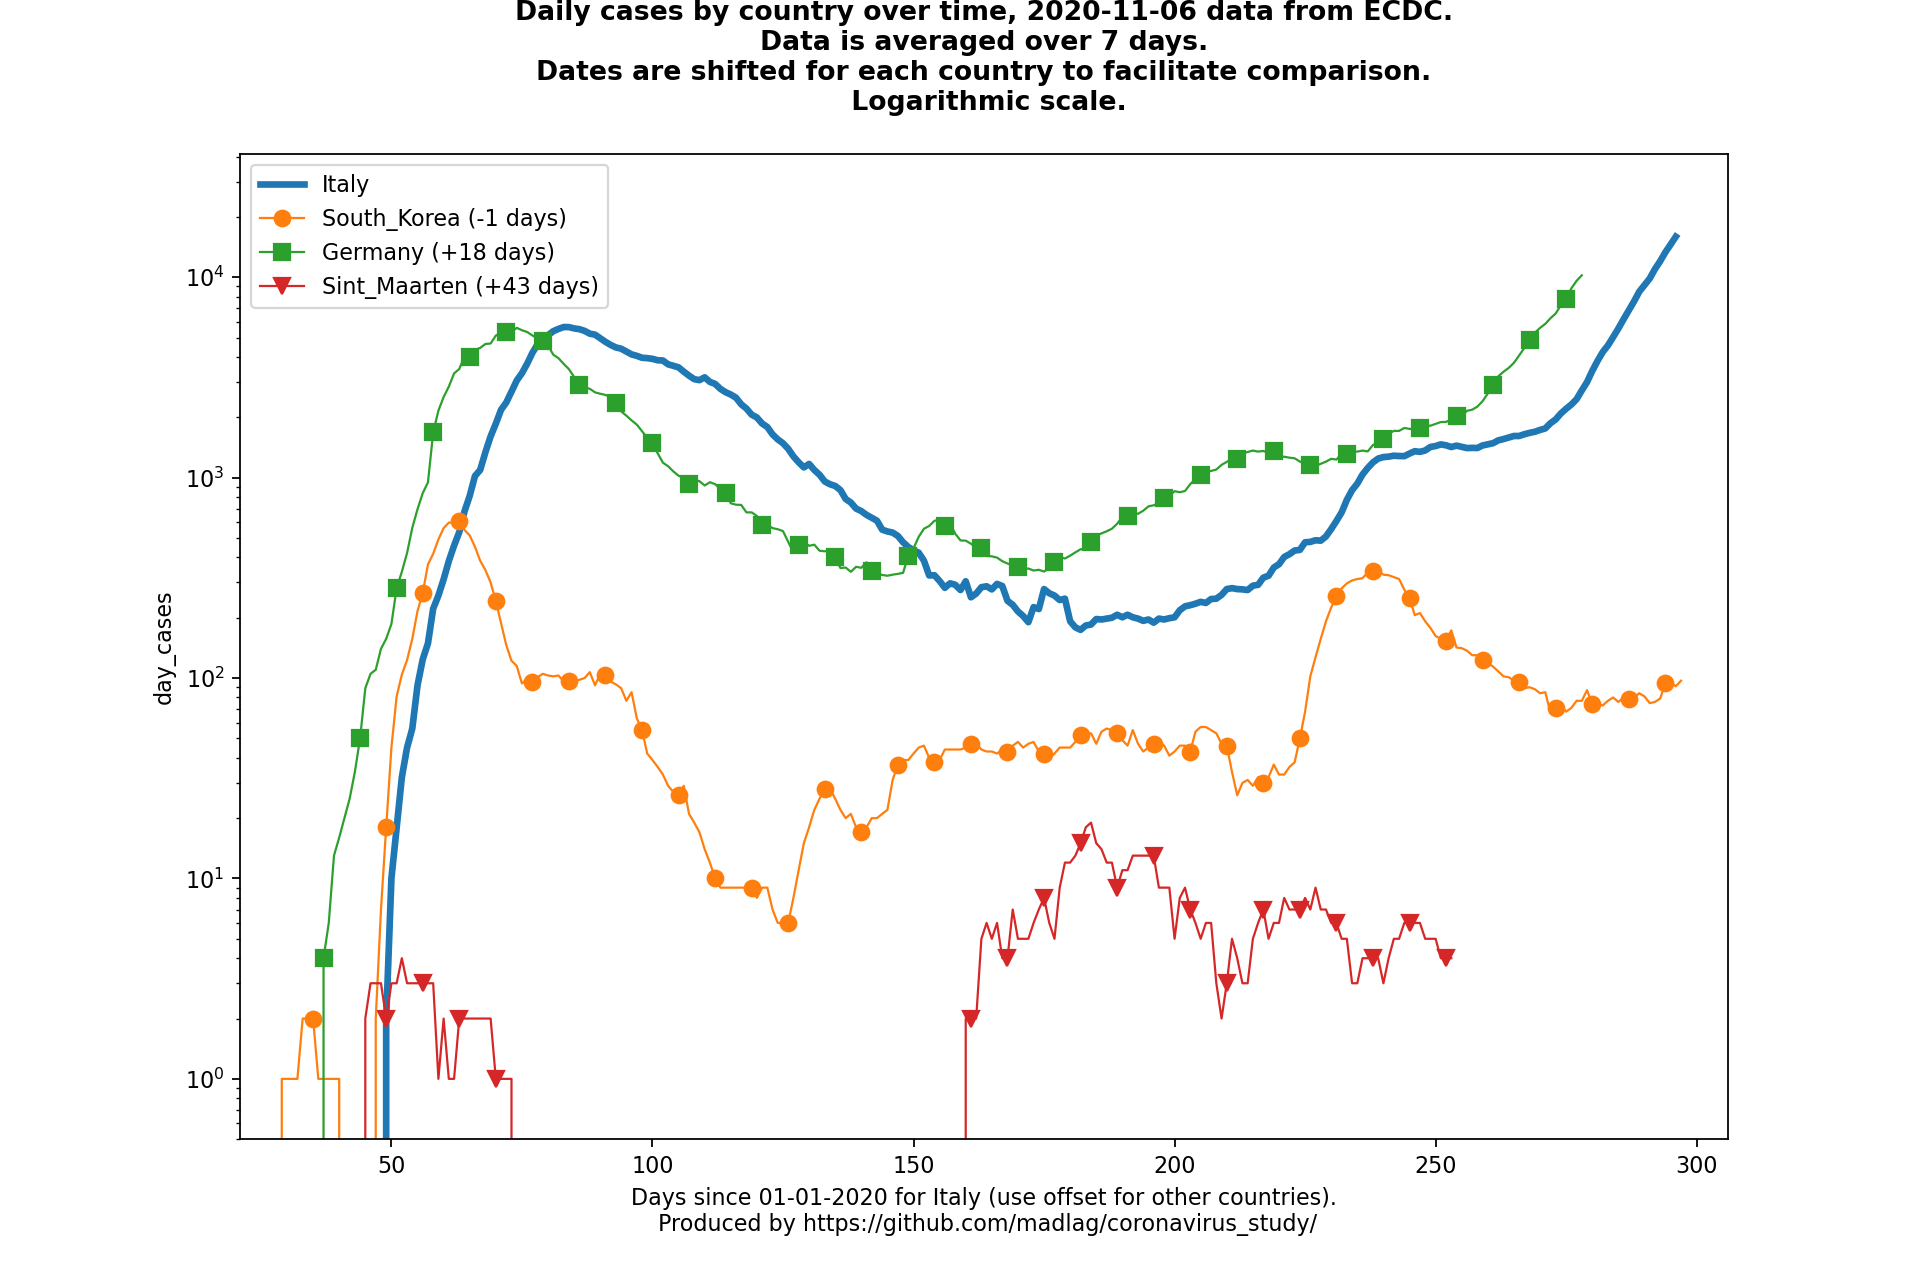 Daily cases by country over time, 2020-11-06 data from ECDC.
Data is averaged over 7 days.
Dates are shifted for each country to facilitate comparison.
Logarithmic scale.
Italy
South_Korea (-1 days)
Germany (+18 days)
Sint_Maarten (+43 days)
day_cases
10⁴
10³
10²
10¹
10⁰
50 100 150 200 250 300
Days since 01-01-2020 for Italy (use offset for other countries).
Produced by https://github.com/madlag/coronavirus_study/